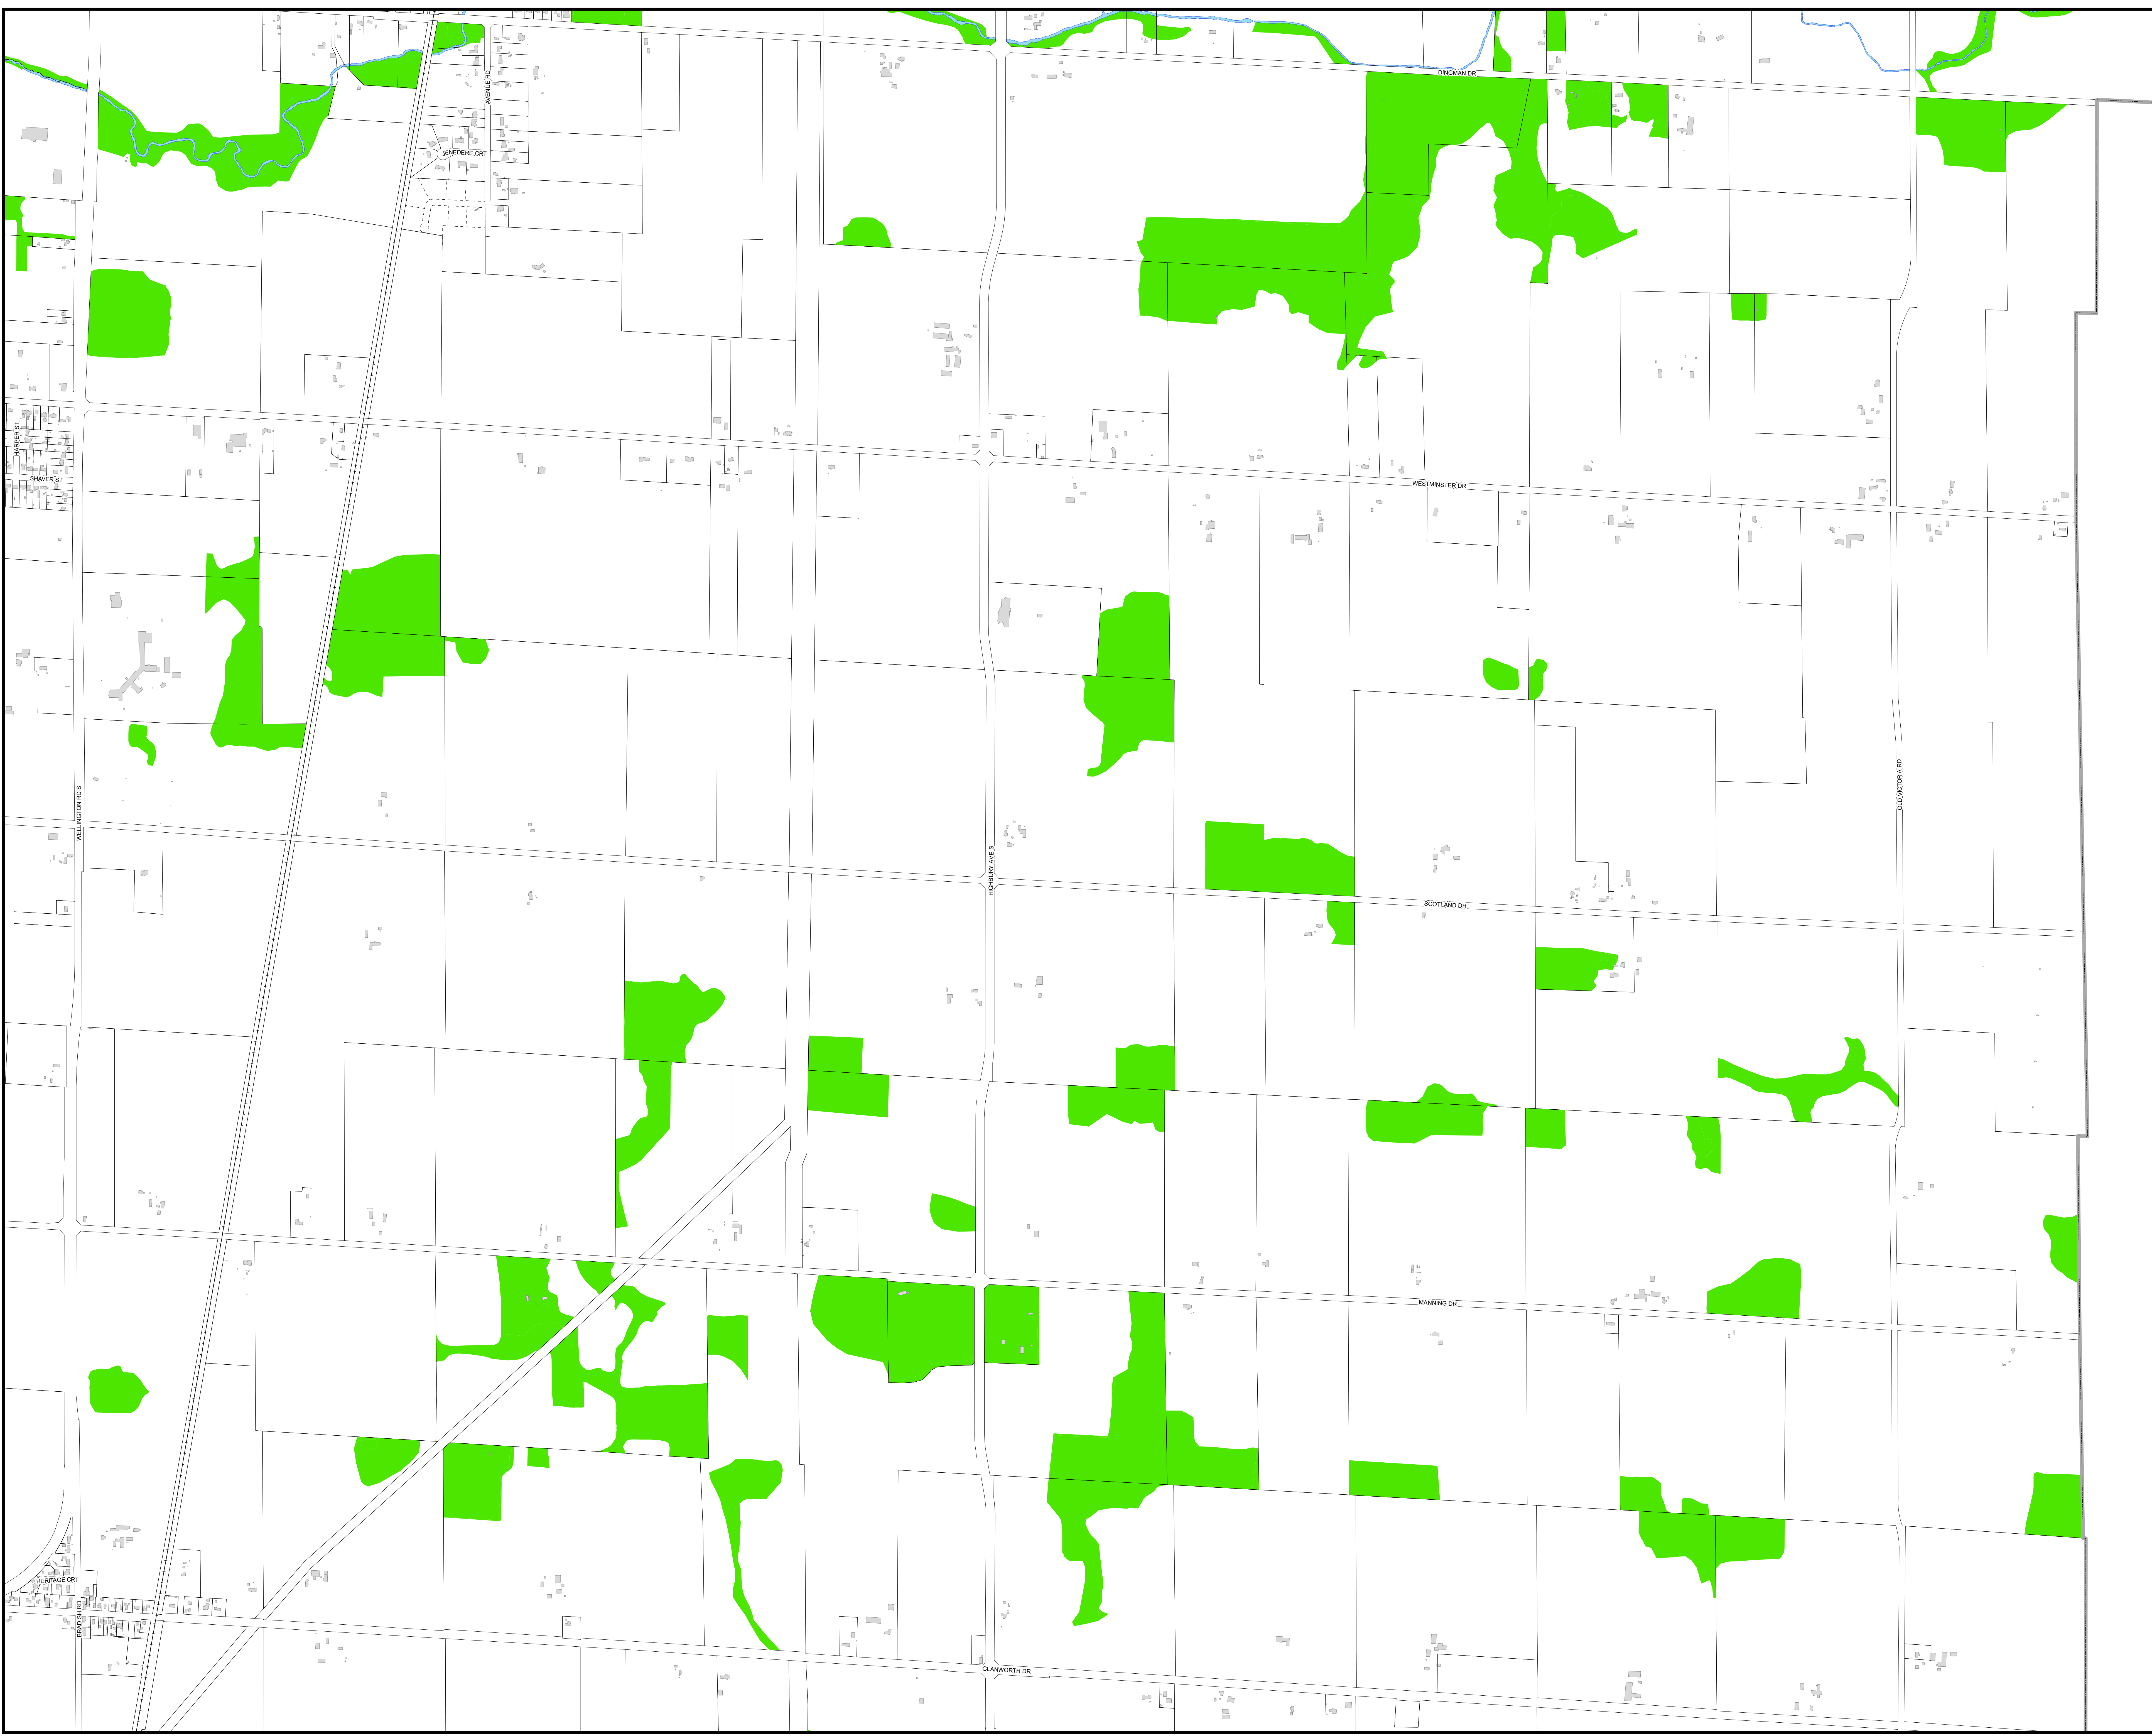 DINGMAN DR
AVENUE RD
JENEDERE CRT
HARPER ST
SHAVER ST
WESTMINSTER DR
WELLINGTON RD S
OLD VICTORIA RD
HIGHBURY AVE S
SCOTLAND DR
MANNING DR
HERITAGE CRT
BRADISH RD
GLANWORTH DR